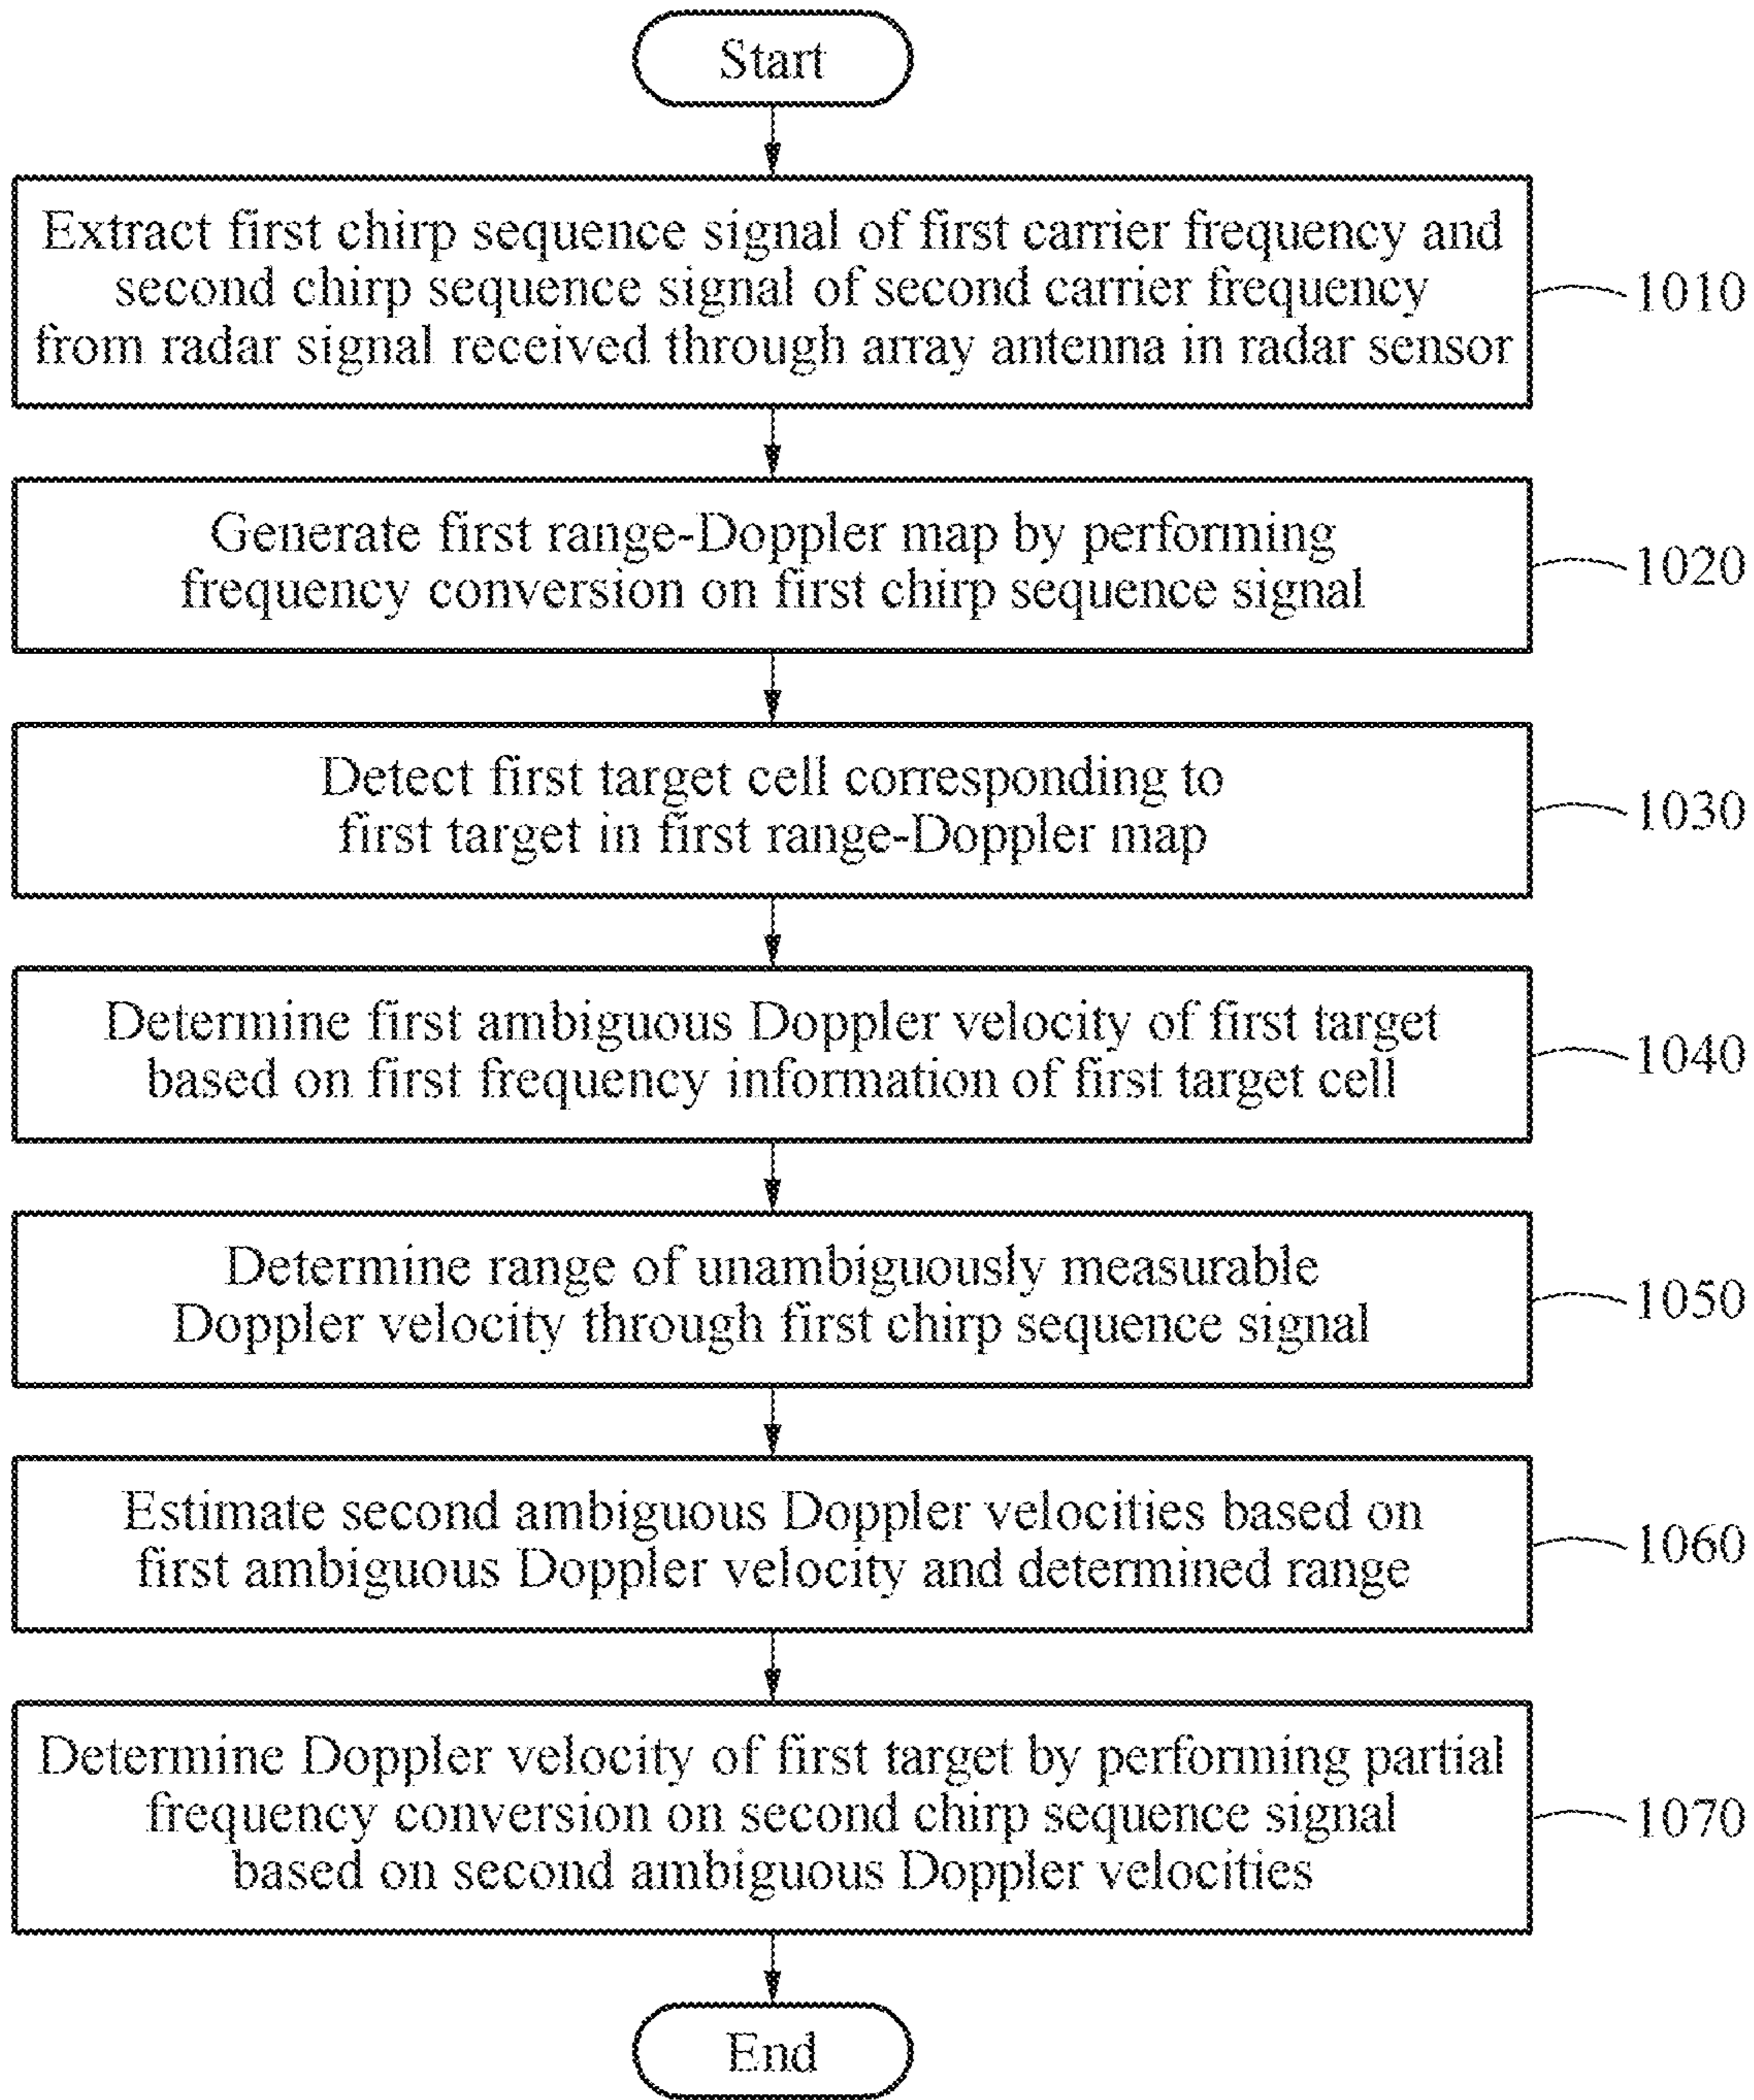 Start
Extract first chirp sequence signal of first carrier frequency and
second chirp sequence signal of second carrier frequency
from radar signal received through array antenna in radar sensor
1010
Generate first range-Doppler map by performing
frequency conversion on first chirp sequence signal
1020
Detect first target cell corresponding to
first target in first range-Doppler map
1030
Determine first ambiguous Doppler velocity of first target
based on first frequency information of first target cell
1040
Determine range of unambiguously measurable
Doppler velocity through first chirp sequence signal
1050
Estimate second ambiguous Doppler velocities based on
first ambiguous Doppler velocity and determined range
1060
Determine Doppler velocity of first target by performing partial
frequency conversion on second chirp sequence signal
based on second ambiguous Doppler velocities
1070
End